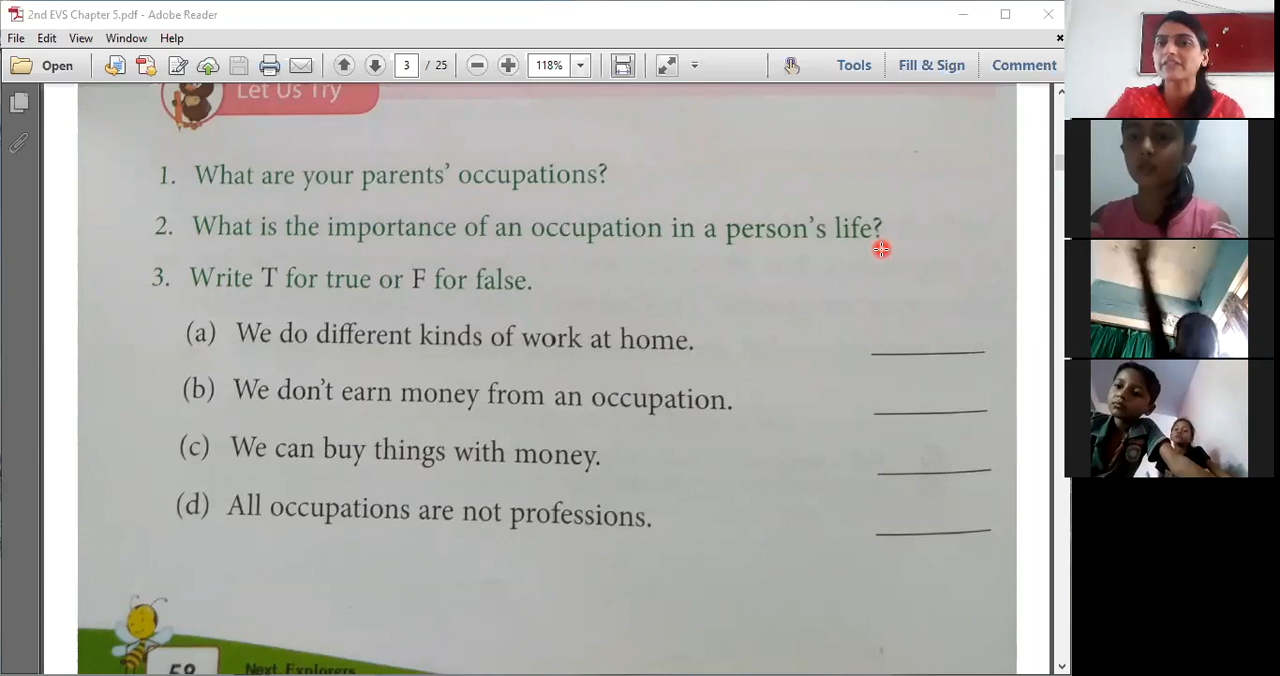 2nd EVS Chapter 5.pdf - Adobe Reader
File Edit View Window Help
Open 3 / 25 118% Tools Fill & Sign Comment
Let Us Try
1. What are your parents' occupations?
2. What is the importance of an occupation in a person's life?
3. Write T for true or F for false.
(a) We do different kinds of work at home.
(b) We don't earn money from an occupation.
(c) We can buy things with money.
(d) All occupations are not professions.
58 Next Explorers